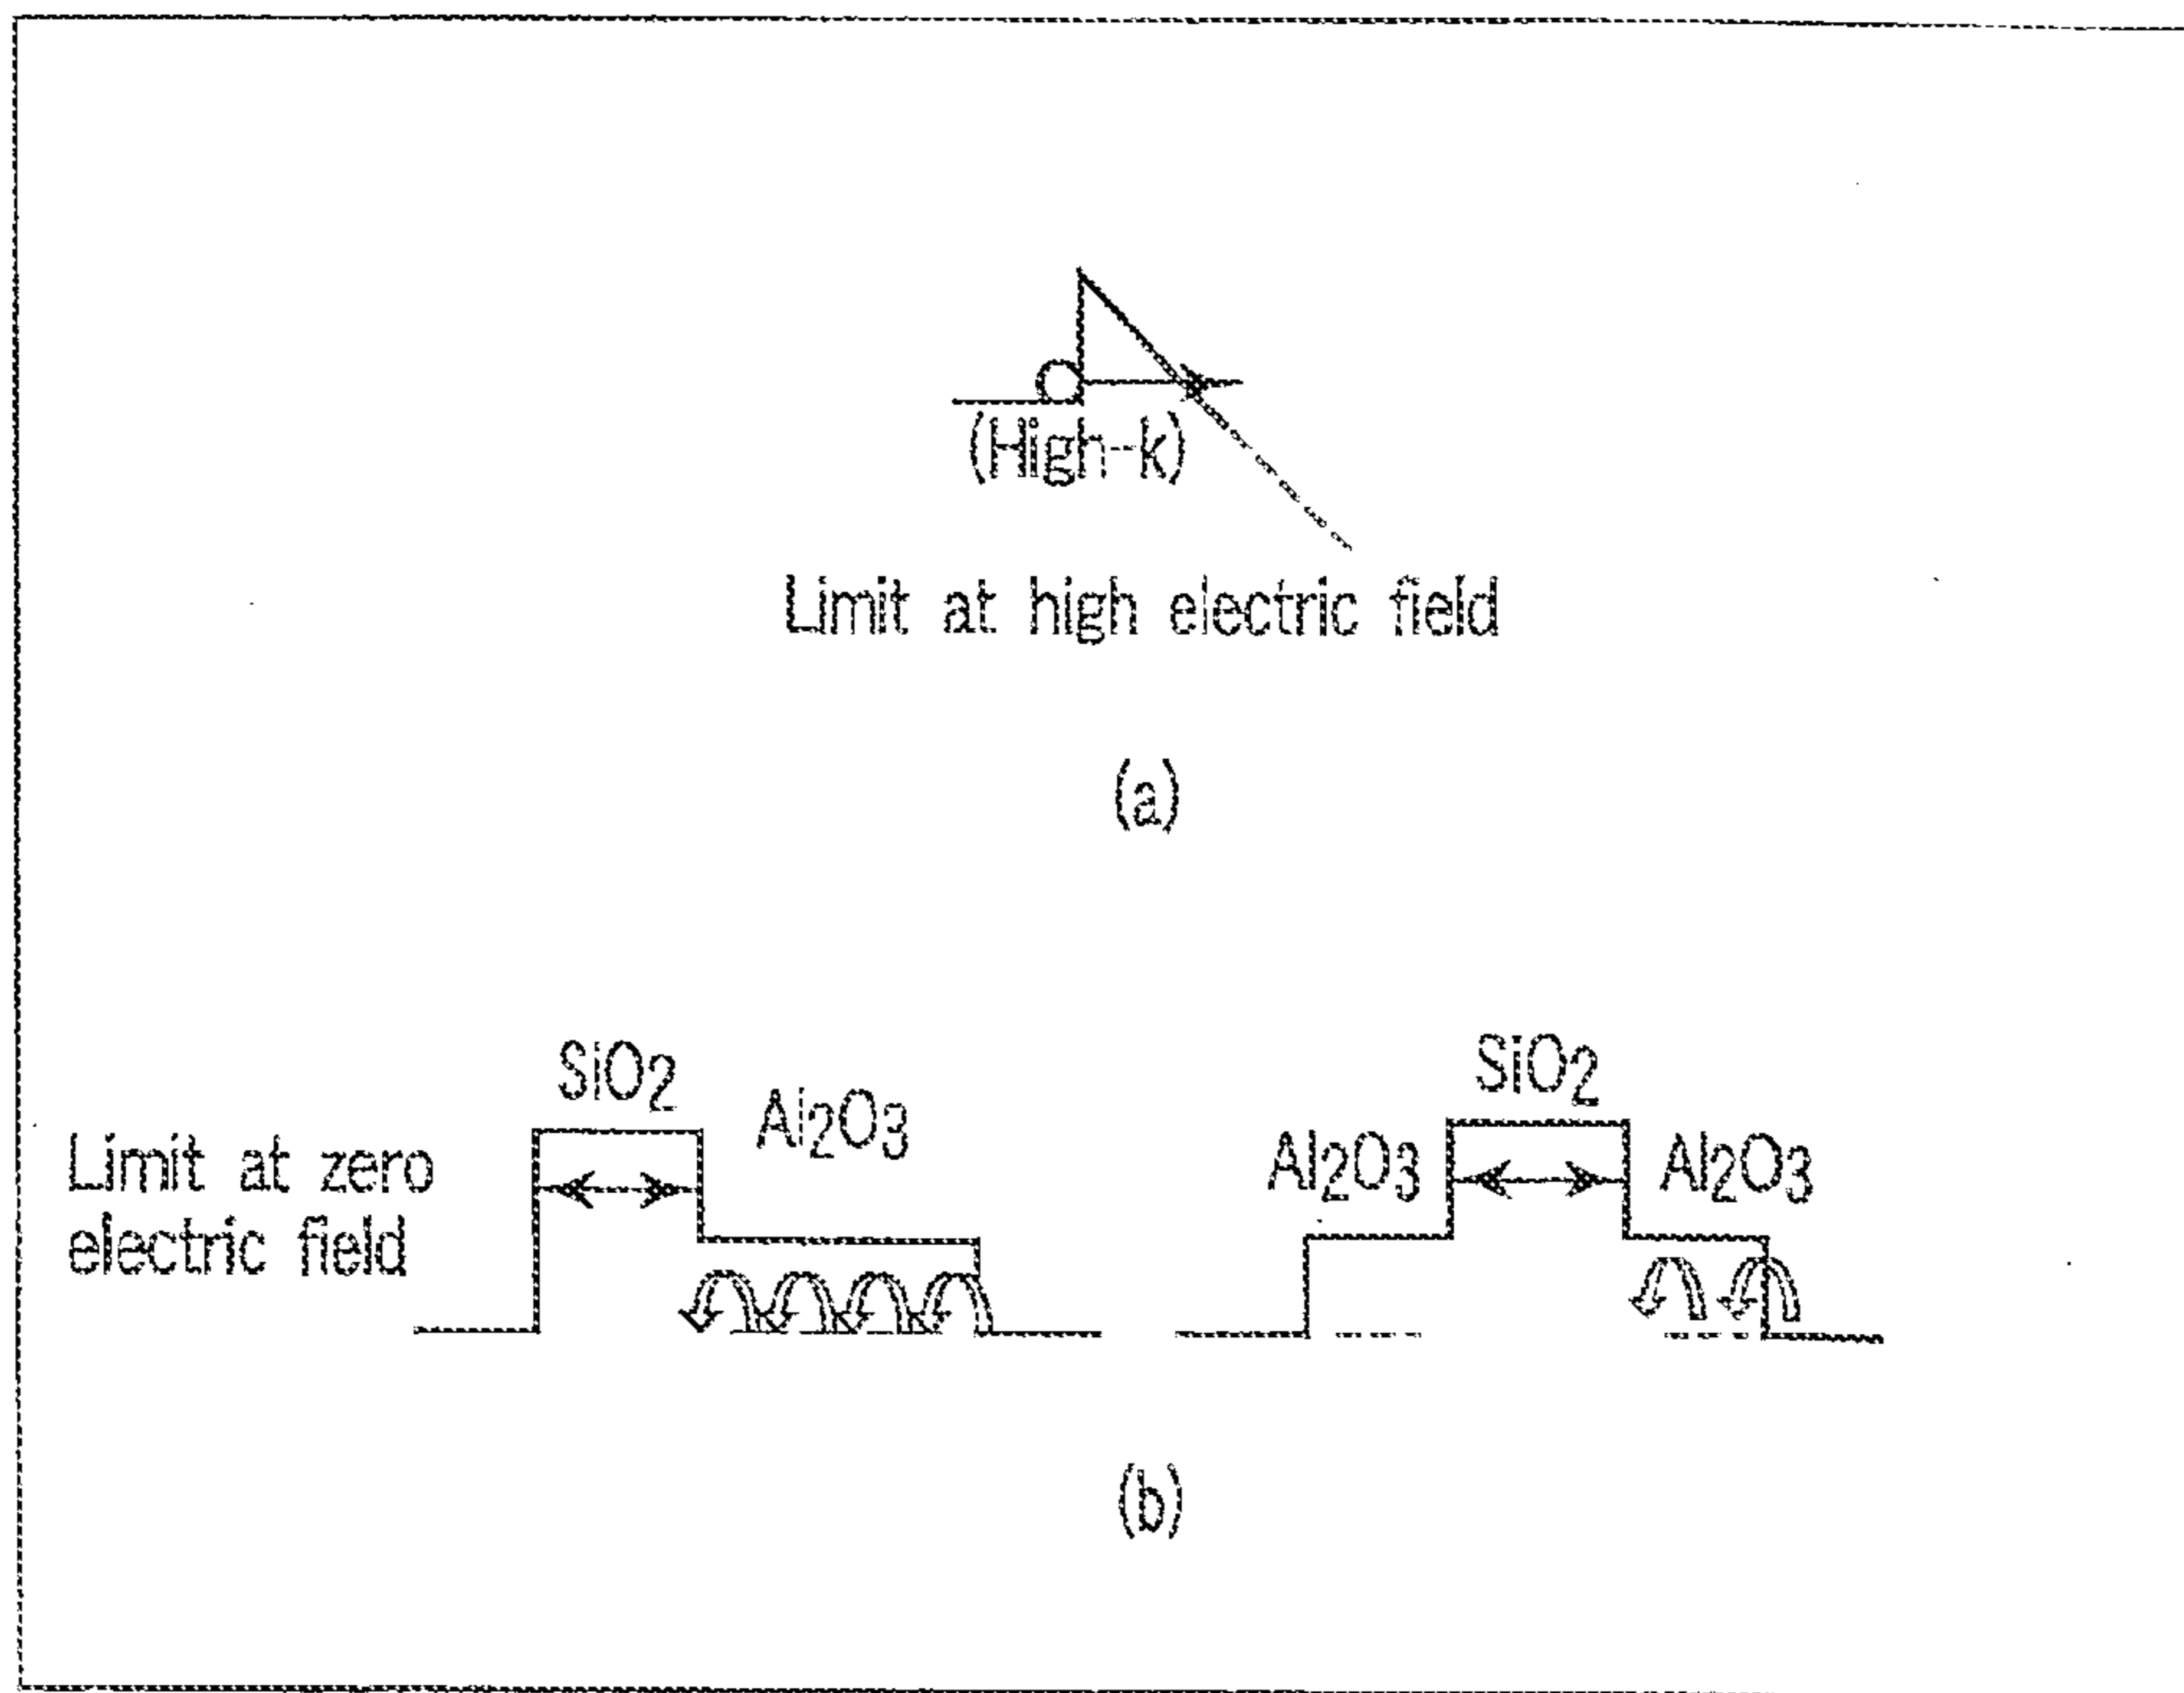 (High-k)
Limit at high electric field
(a)
SiO2
Al2O3
Limit at zero
electric field
SiO2
Al2O3
Al2O3
(b)